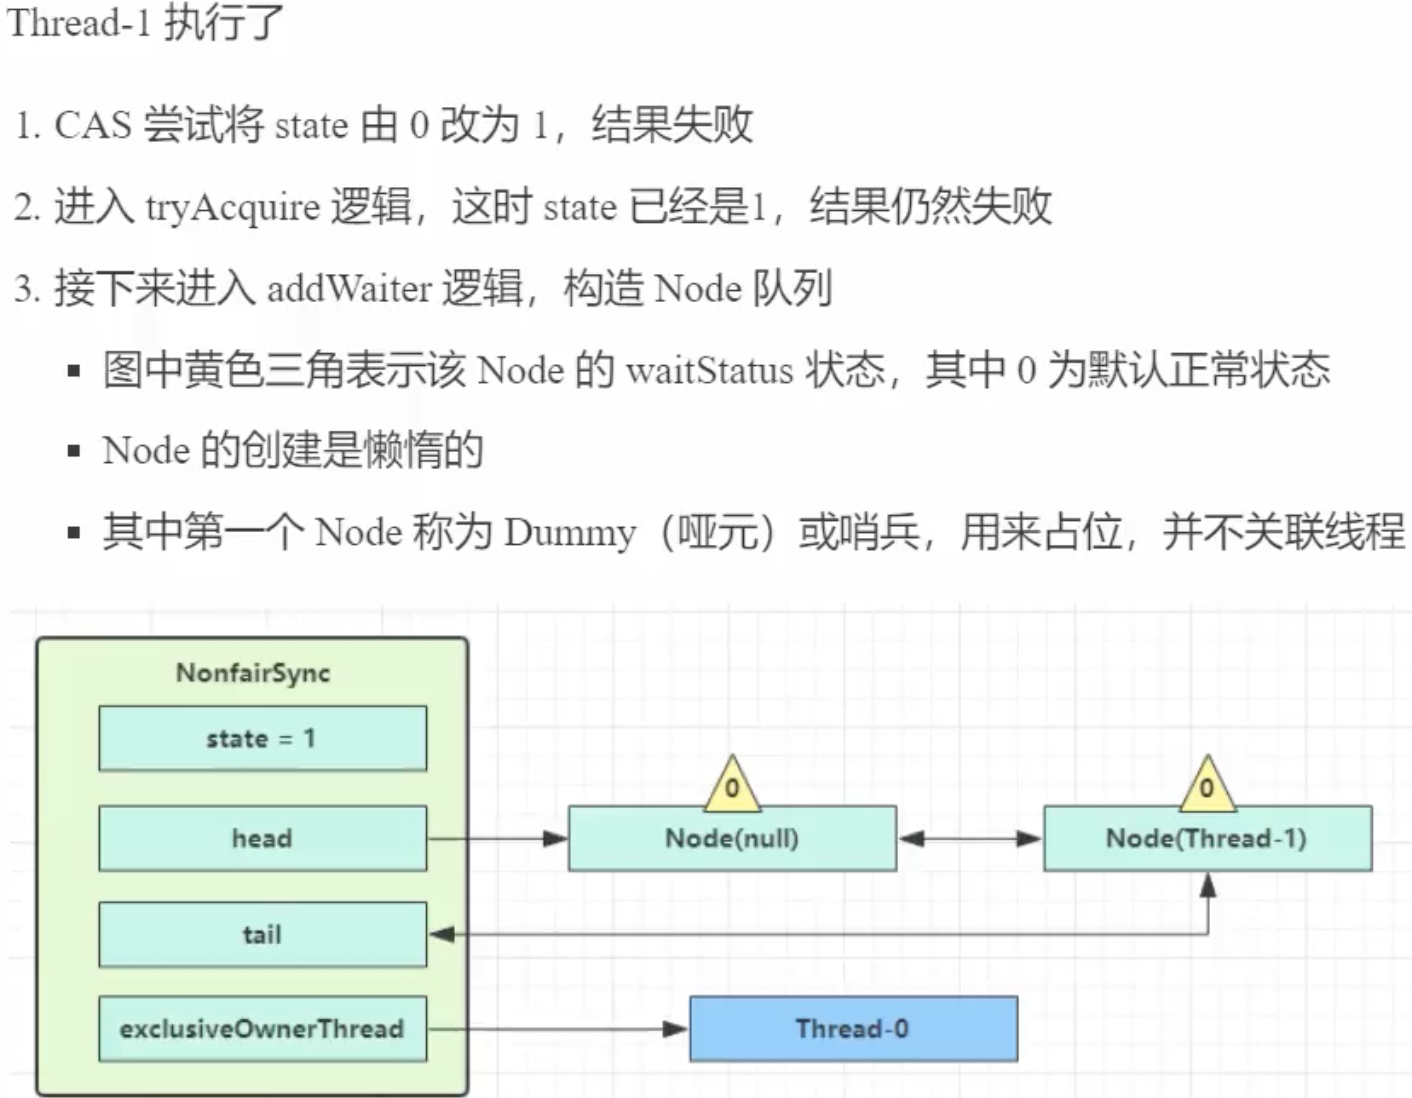 Thread-1 执行了
1. CAS 尝试将 state 由 0 改为 1，结果失败
2. 进入 tryAcquire 逻辑，这时 state 已经是1，结果仍然失败
3. 接下来进入 addWaiter 逻辑，构造 Node 队列
▪ 图中黄色三角表示该 Node 的 waitStatus 状态，其中 0 为默认正常状态
▪ Node 的创建是懒惰的
▪ 其中第一个 Node 称为 Dummy（哑元）或哨兵，用来占位，并不关联线程
NonfairSync
state = 1
0
0
head
Node(null)
Node(Thread-1)
tail
exclusiveOwnerThread
Thread-0